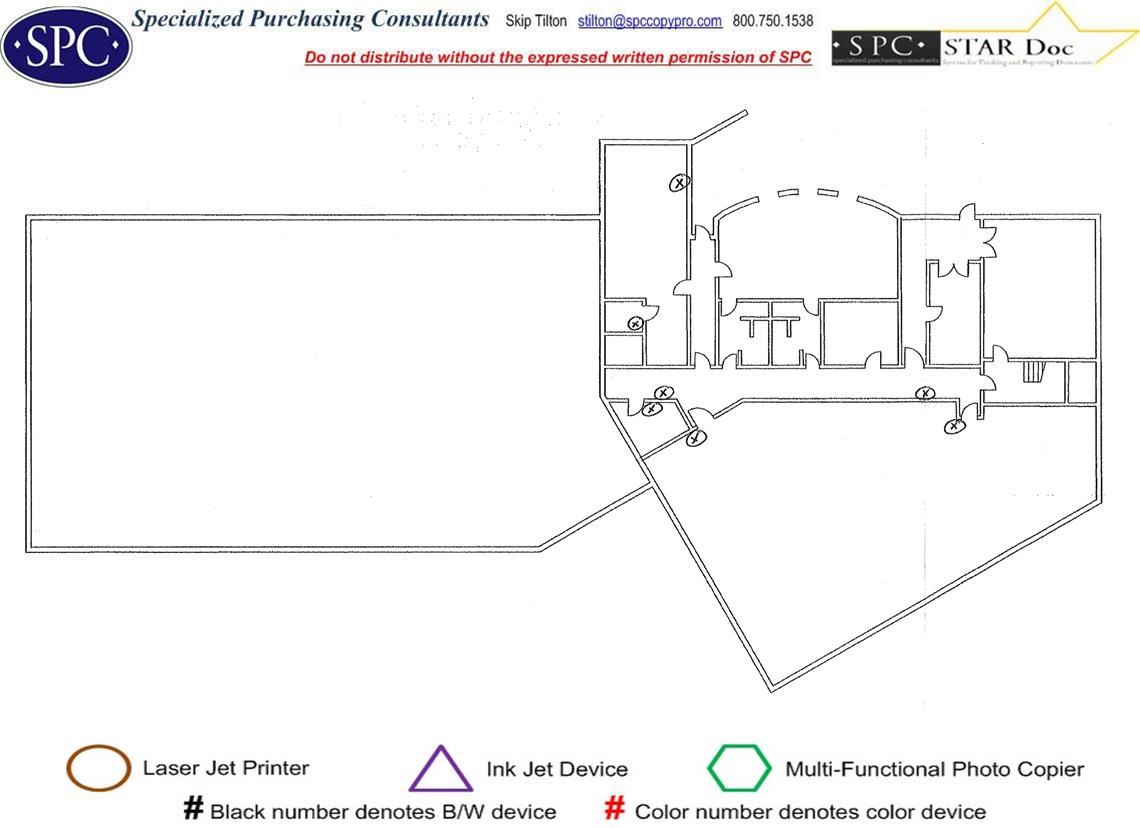 SPC
Specialized Purchasing Consultants Skip Tilton stilton@spccopypro.com 800.750.1538
Do not distribute without the expressed written permission of SPC
· S P C · STAR Doc
specialized purchasing consultants System for Tracking and Reporting Documents
X
X
X
X
X
X
X
Laser Jet Printer
Ink Jet Device
Multi-Functional Photo Copier
# Black number denotes B/W device
# Color number denotes color device